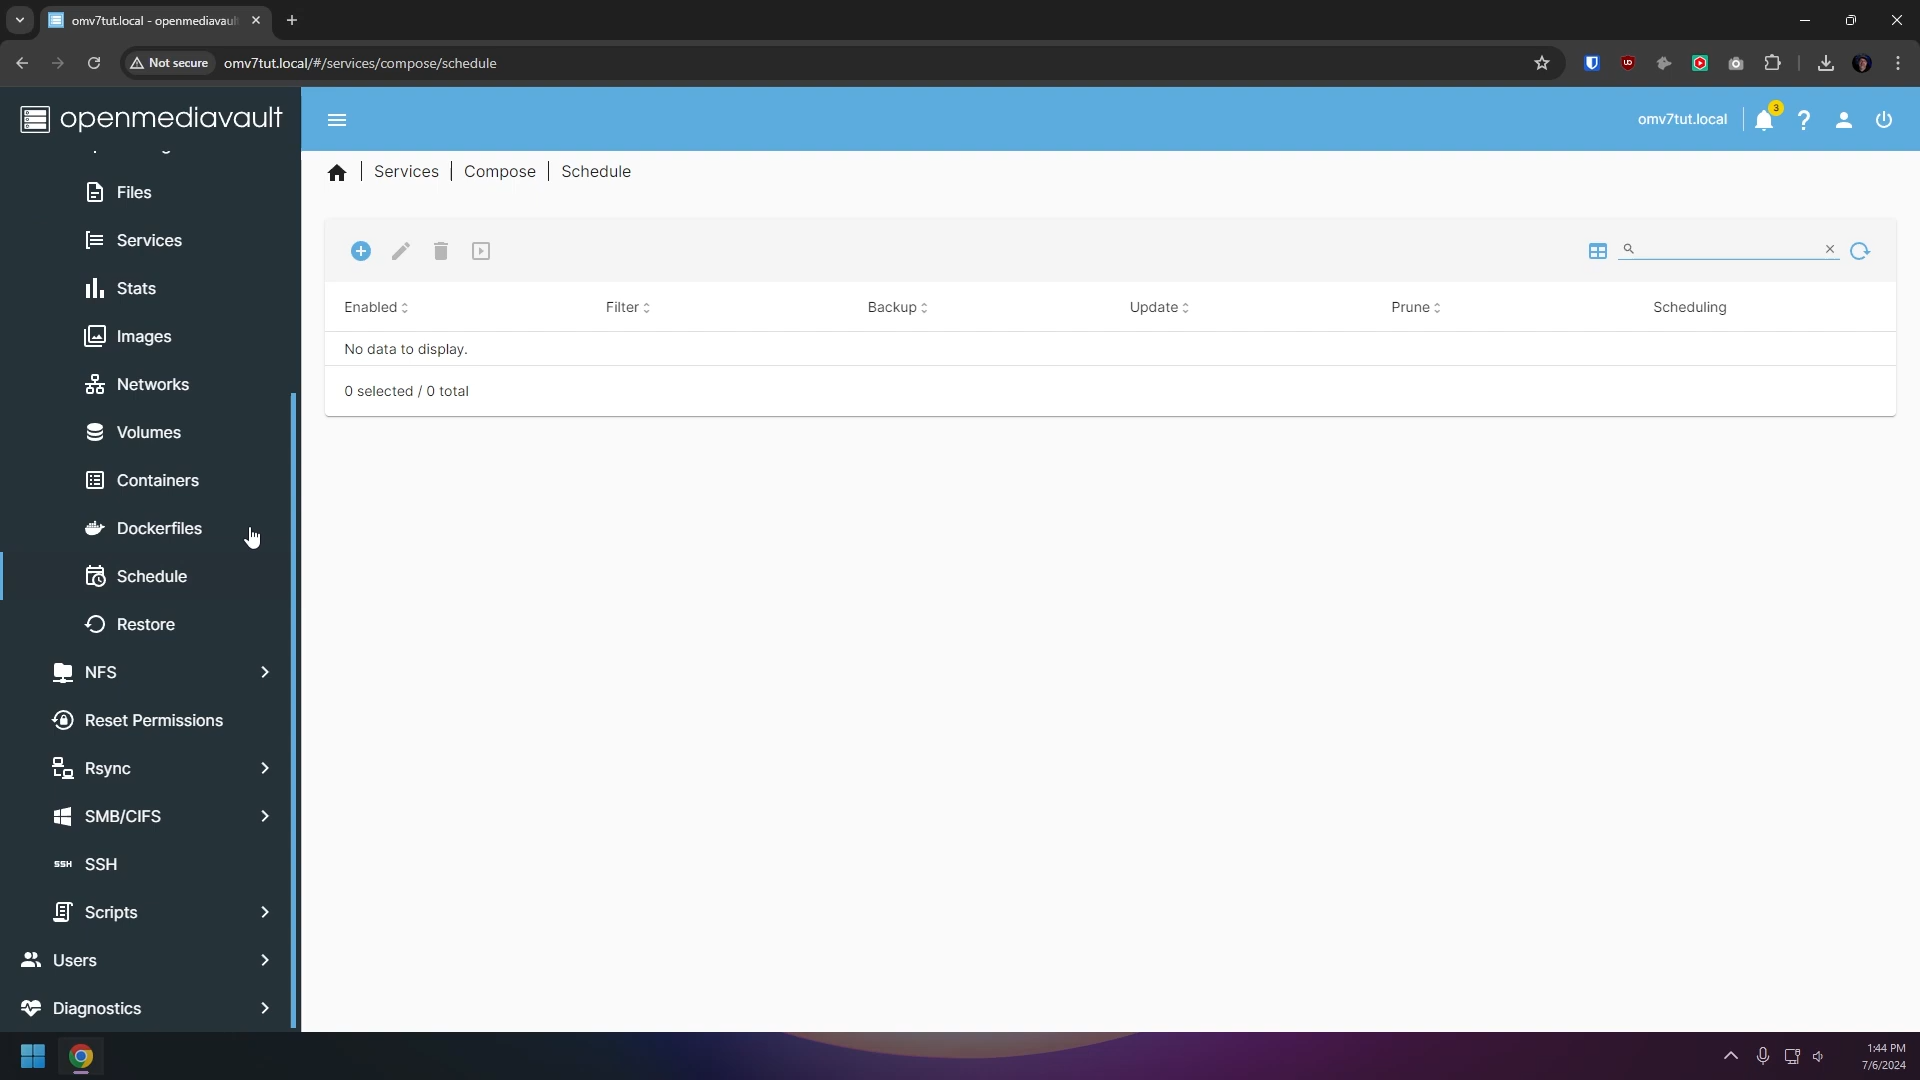 omv7tut.local - openmediavaul
Not secure
omv7tut.local/#/services/compose/schedule
openmediavault
omv7tut.local
3
Services | Compose | Schedule
Files
Services
Stats
Images
Networks
Volumes
Containers
Dockerfiles
Schedule
Restore
NFS
Reset Permissions
Rsync
SMB/CIFS
SSH SSH
Scripts
Users
Diagnostics
Enabled Filter Backup Update Prune Scheduling
No data to display.
0 selected / 0 total
1:44 PM
7/6/2024